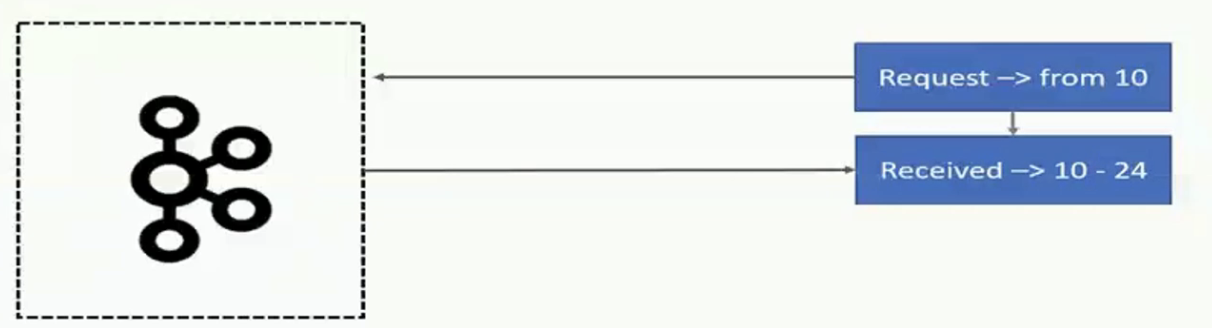 Request –> from 10
Received –> 10 - 24